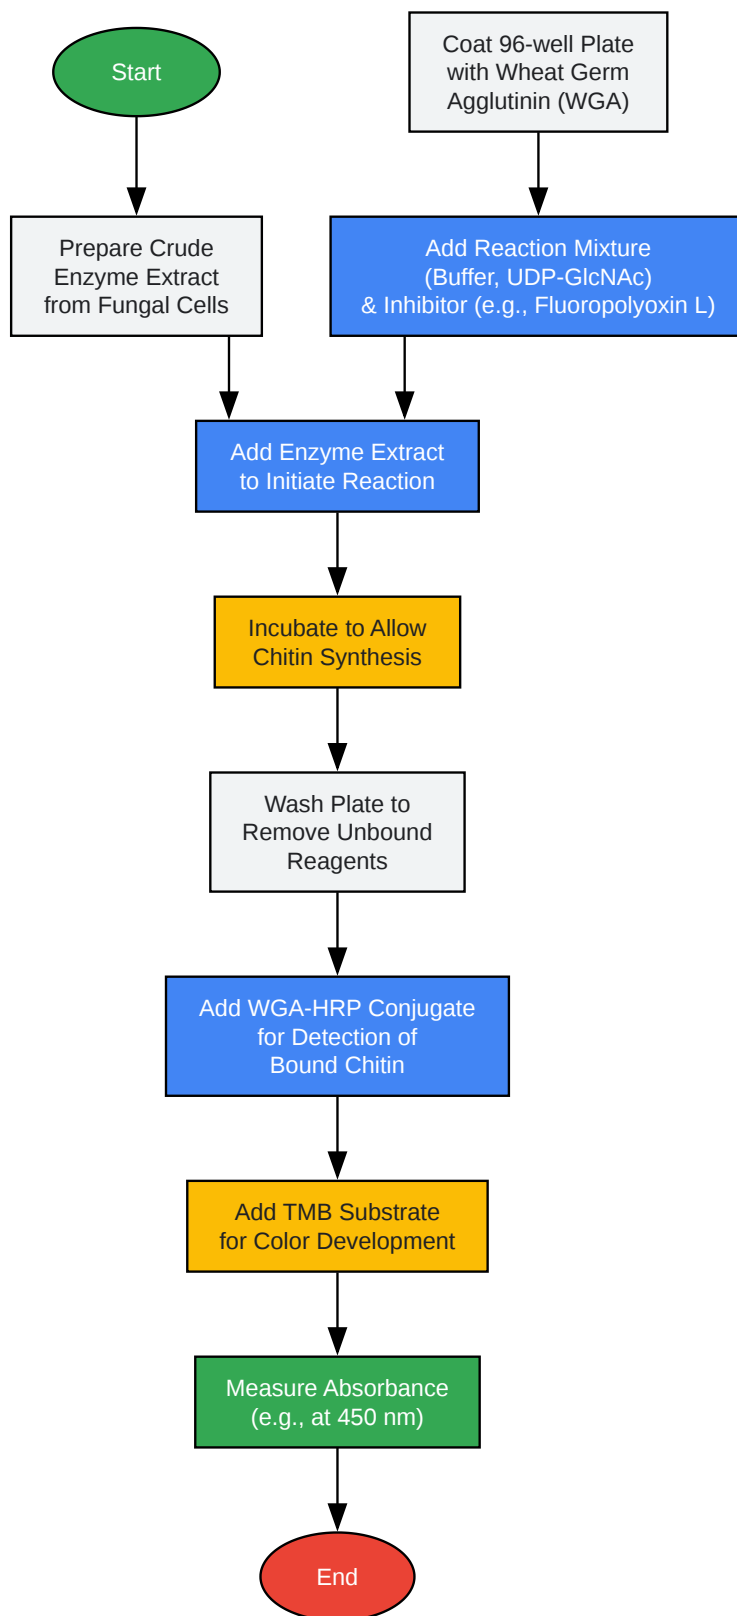 Start
Coat 96-well Plate
with Wheat Germ
Agglutinin (WGA)
Prepare Crude
Enzyme Extract
from Fungal Cells
Add Reaction Mixture
(Buffer, UDP-GlcNAc)
& Inhibitor (e.g., Fluoropolyoxin L)
Add Enzyme Extract
to Initiate Reaction
Incubate to Allow
Chitin Synthesis
Wash Plate to
Remove Unbound
Reagents
Add WGA-HRP Conjugate
for Detection of
Bound Chitin
Add TMB Substrate
for Color Development
Measure Absorbance
(e.g., at 450 nm)
End